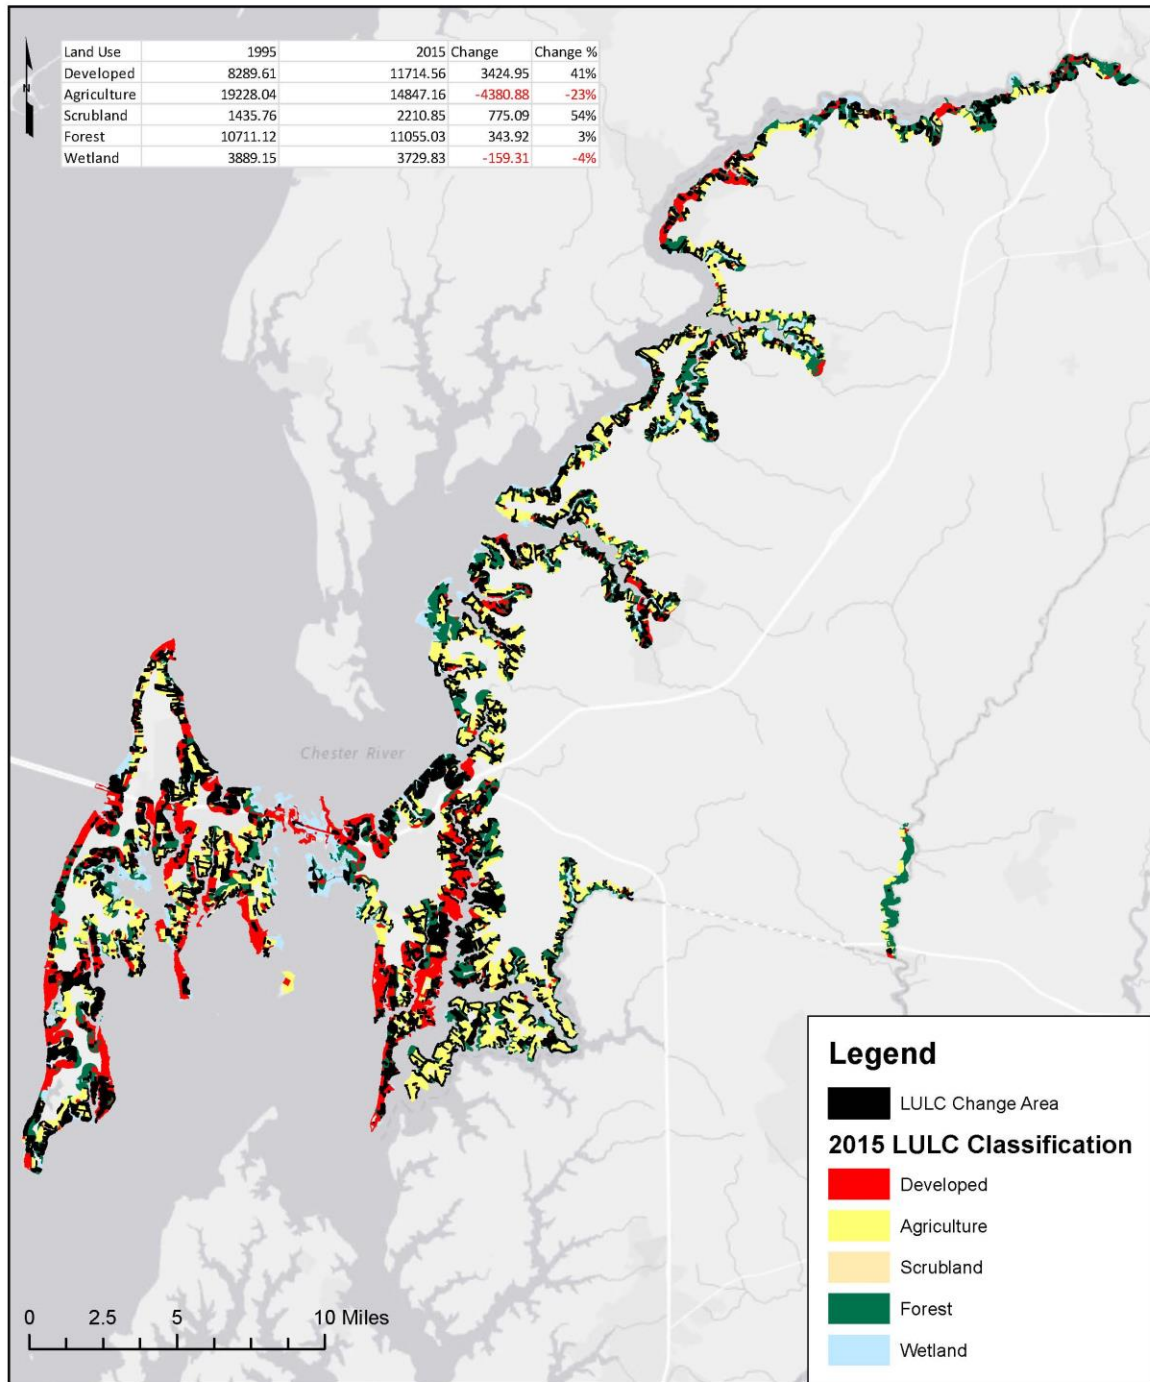 Land Use 1995 2015 Change Change %
Developed 8289.61 11714.56 3424.95 41%
Agriculture 19228.04 14847.16 -4380.88 -23%
Scrubland 1435.76 2210.85 775.09 54%
Forest 10711.12 11055.03 343.92 3%
Wetland 3889.15 3729.83 -159.31 -4%
N
Chester River
Legend
LULC Change Area
2015 LULC Classification
Developed
Agriculture
Scrubland
Forest
Wetland
0 2.5 5 10 Miles